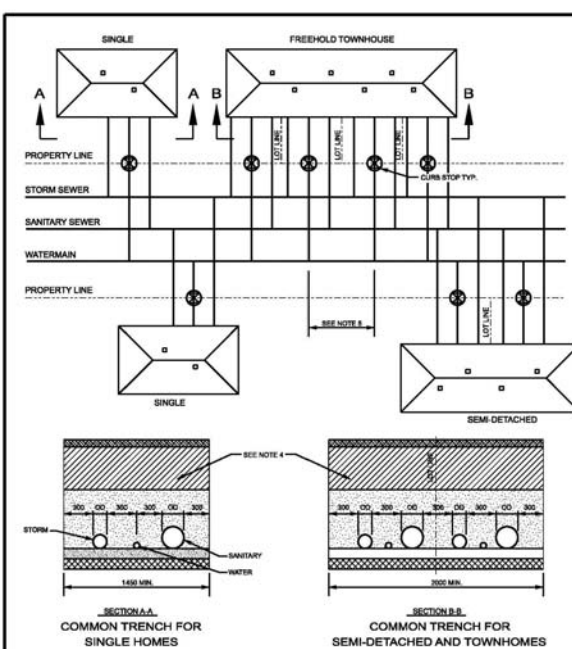 SINGLE
FREEHOLD TOWNHOUSE
A
A
B
B
LOT LINE
LOT LINE
LOT LINE
PROPERTY LINE
CURB STOP TYP.
STORM SEWER
SANITARY SEWER
WATERMAIN
PROPERTY LINE
LOT LINE
SEE NOTE 5
SINGLE
SEMI-DETACHED
SEE NOTE 4
LOT LINE
300 OD 350 300 OD 300
300 OD 300 300 OD 300 OD 300 300 OD 300
STORM
SANITARY
WATER
1450 MIN.
2000 MIN.
SECTION A-A
COMMON TRENCH FOR
SINGLE HOMES
SECTION B-B
COMMON TRENCH FOR
SEMI-DETACHED AND TOWNHOMES